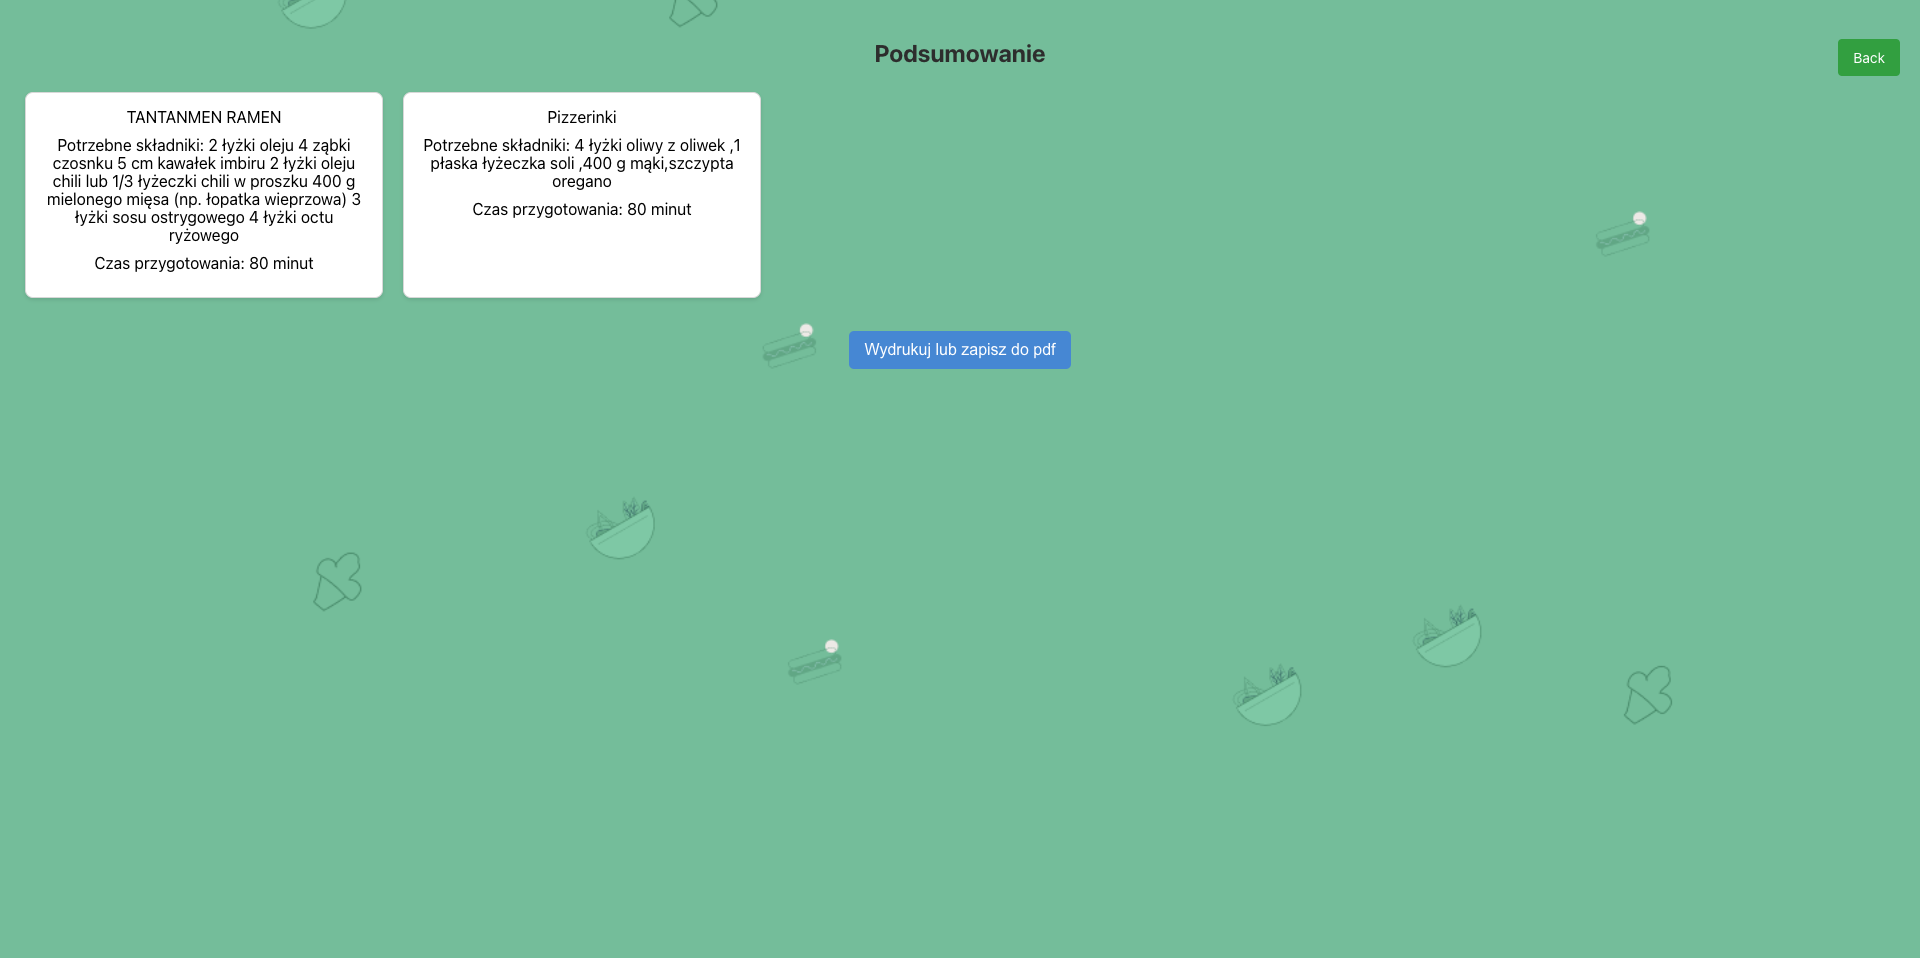 Podsumowanie
Back
TANTANMEN RAMEN
Potrzebne składniki: 2 łyżki oleju 4 ząbki
czosnku 5 cm kawałek imbiru 2 łyżki oleju
chili lub 1/3 łyżeczki chili w proszku 400 g
mielonego mięsa (np. łopatka wieprzowa) 3
łyżki sosu ostrygowego 4 łyżki octu
ryżowego
Czas przygotowania: 80 minut
Pizzerinki
Potrzebne składniki: 4 łyżki oliwy z oliwek ,1
płaska łyżeczka soli ,400 g mąki,szczypta
oregano
Czas przygotowania: 80 minut
Wydrukuj lub zapisz do pdf